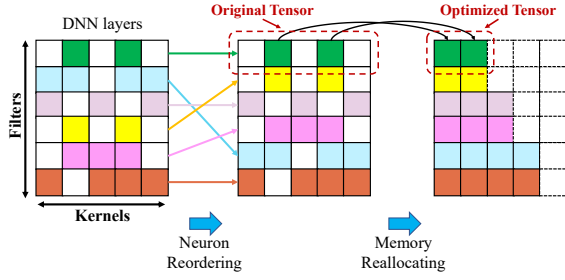 DNN layers
Original Tensor
Optimized Tensor
Filters
Kernels
Neuron
Reordering
Memory
Reallocating